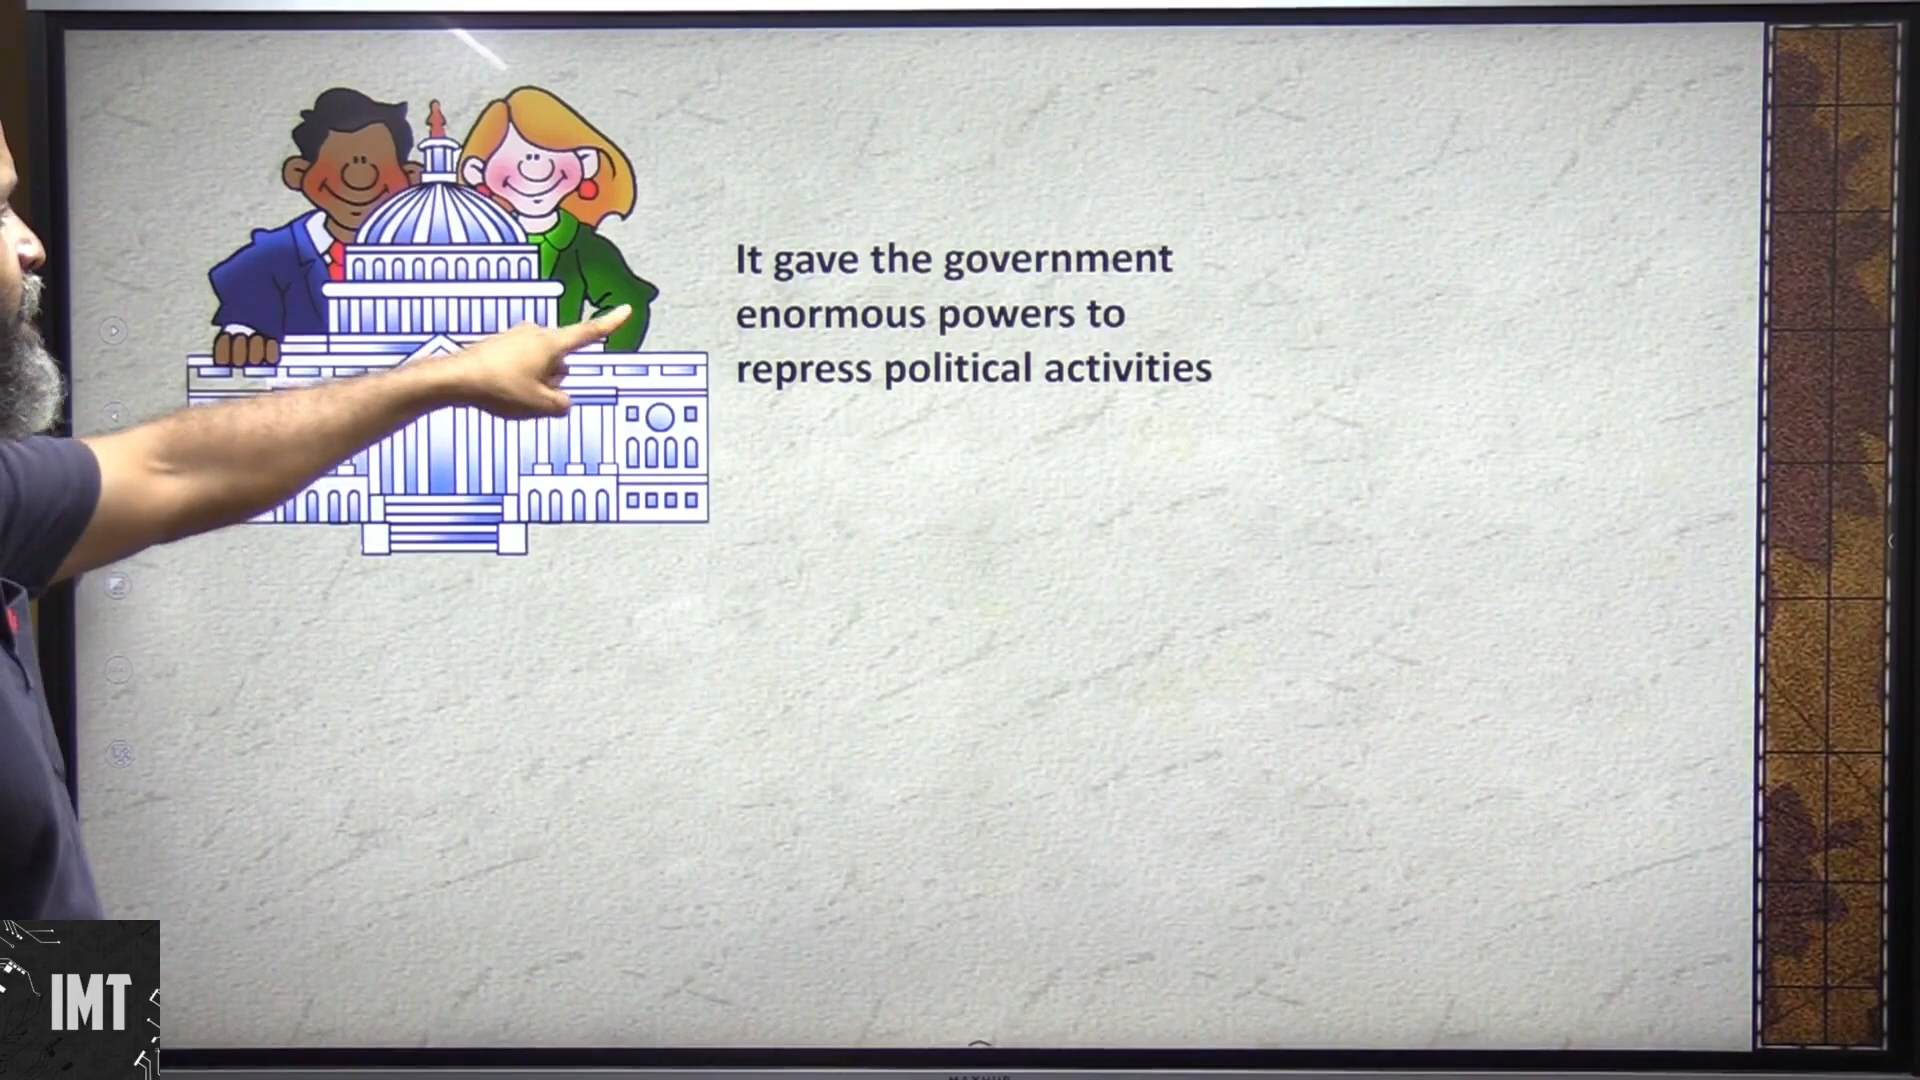 It gave the government
enormous powers to
repress political activities
IMT